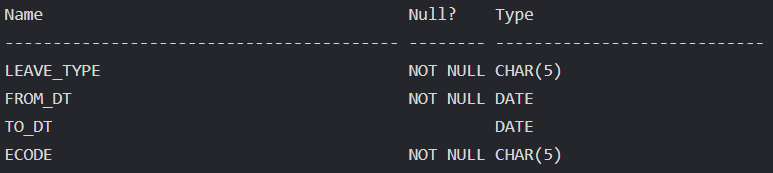 Name                                      Null?    Type
----------------------------------------- -------- ----------------------------
LEAVE_TYPE                                NOT NULL CHAR(5)
FROM_DT                                   NOT NULL DATE
TO_DT                                              DATE
ECODE                                     NOT NULL CHAR(5)